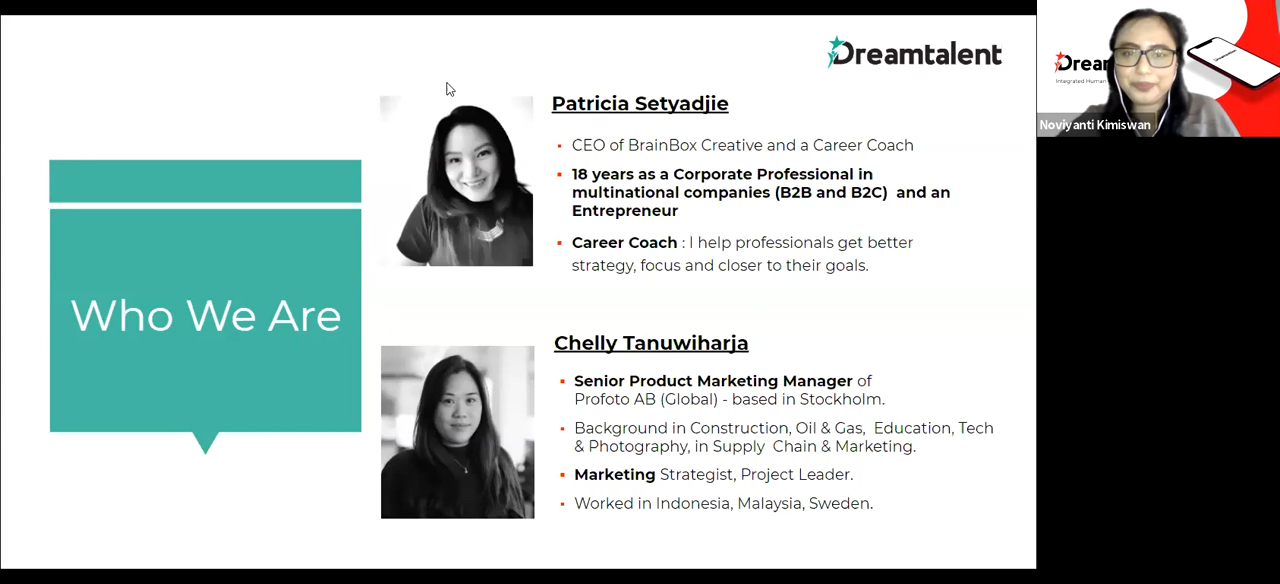 Dreamtalent
Who We Are
Patricia Setyadjie
CEO of BrainBox Creative and a Career Coach
18 years as a Corporate Professional in
multinational companies (B2B and B2C) and an
Entrepreneur
Career Coach : I help professionals get better
strategy, focus and closer to their goals.
Chelly Tanuwiharja
Senior Product Marketing Manager of
Profoto AB (Global) - based in Stockholm.
Background in Construction, Oil & Gas, Education, Tech
& Photography, in Supply Chain & Marketing.
Marketing Strategist, Project Leader.
Worked in Indonesia, Malaysia, Sweden.
Drear
Integrated Human
Noviyanti Kimiswan